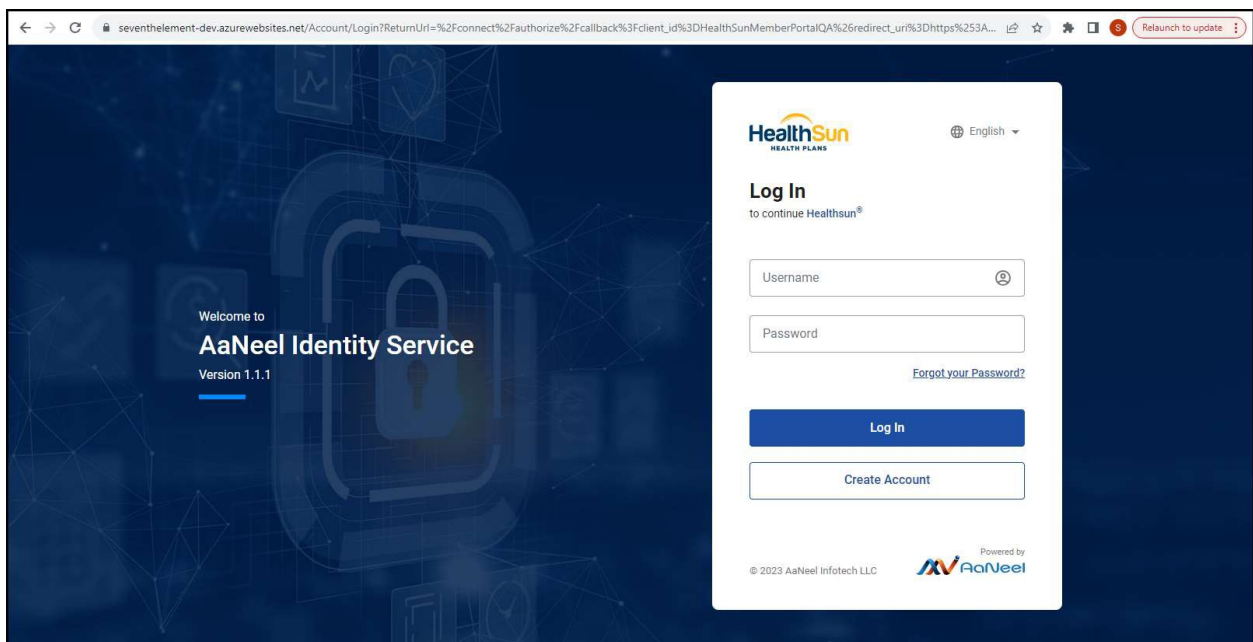 seventhelement-dev.azurewebsites.net/Account/Login?ReturnUrl=%2Fconnect%2Fauthorize%2Fcallback%3Fclient_id%3DHealthSunMemberPortalQA%26redirect_uri%3Dhttps%253A...
S
Relaunch to update
HealthSun
HEALTH PLANS
English
Log In
to continue Healthsun®
Username
Password
Forgot your Password?
Log In
Create Account
Welcome to
AaNeel Identity Service
Version 1.1.1
© 2023 AaNeel Infotech LLC
Powered by
AaNeel